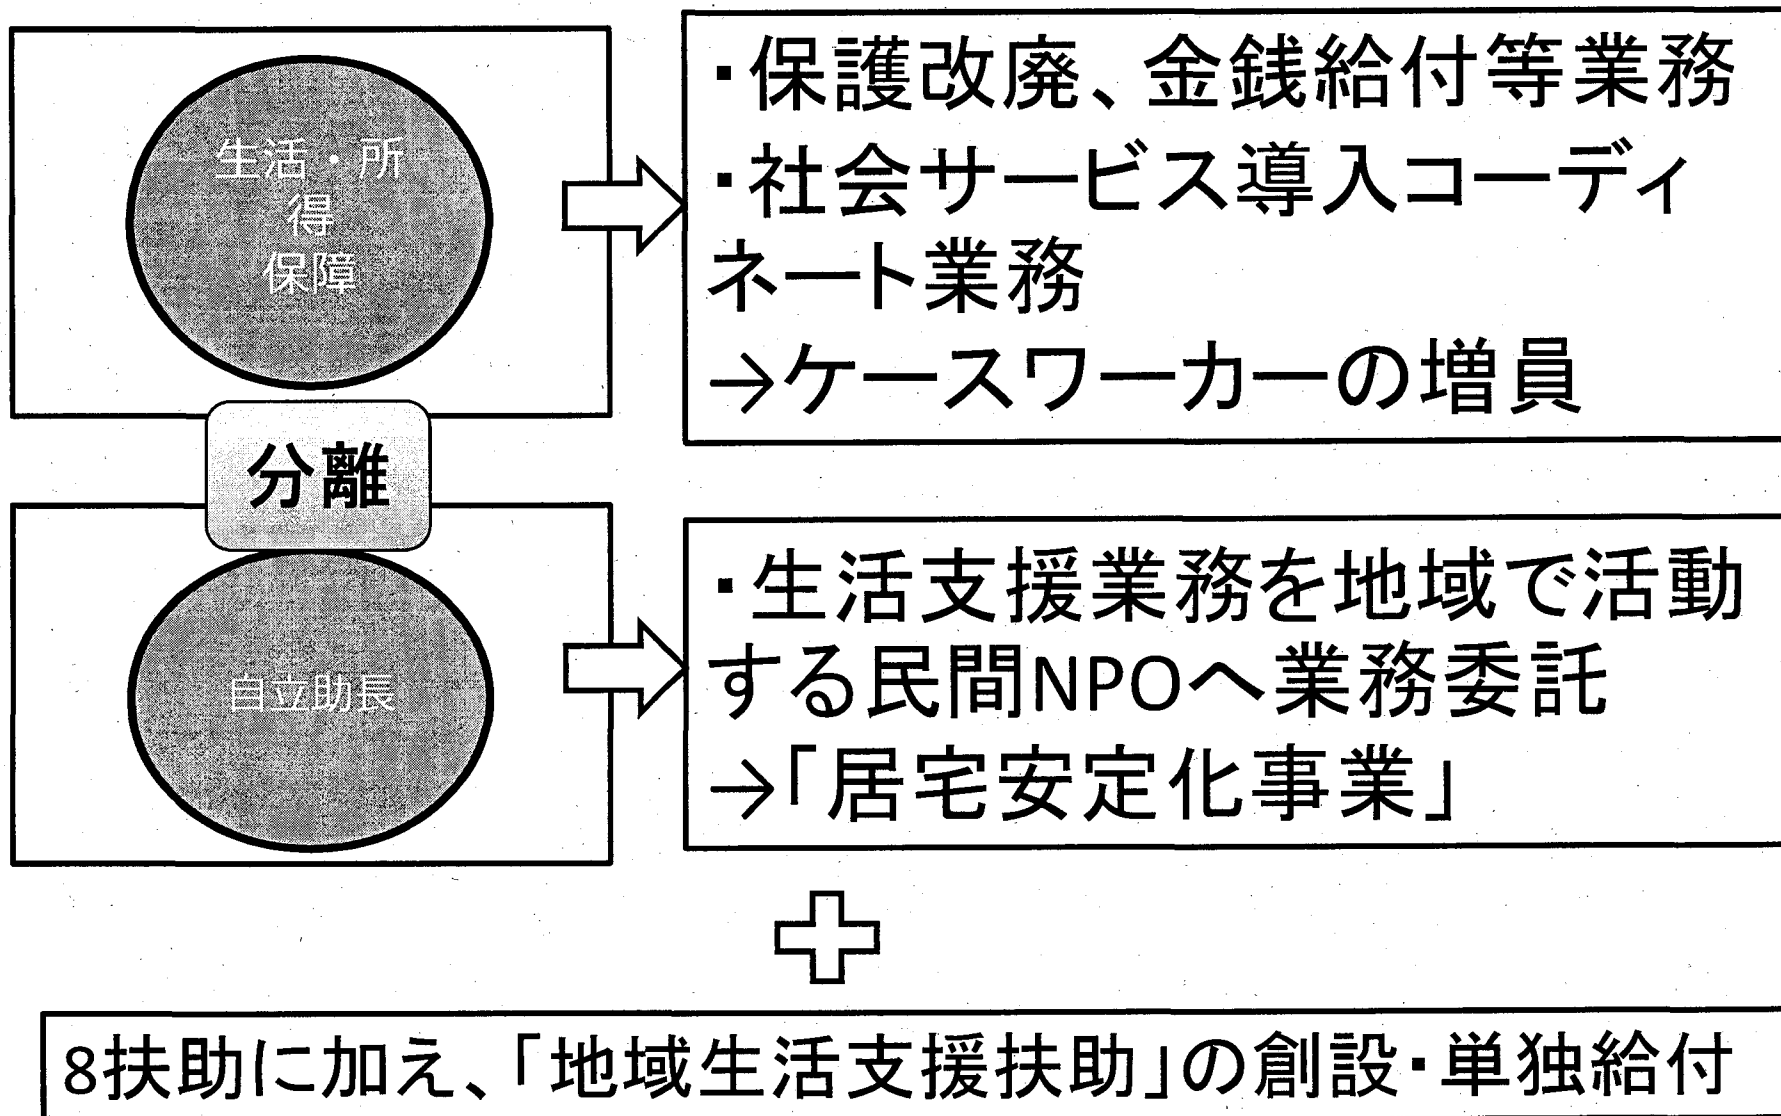 生活・所
得
保障
・保護改廃、金銭給付等業務
・社会サービス導入コーディ
ネート業務
→ケースワーカーの増員
分離
自立助長
・生活支援業務を地域で活動
する民間NPOへ業務委託
→「居宅安定化事業」
8扶助に加え、「地域生活支援扶助」の創設・単独給付